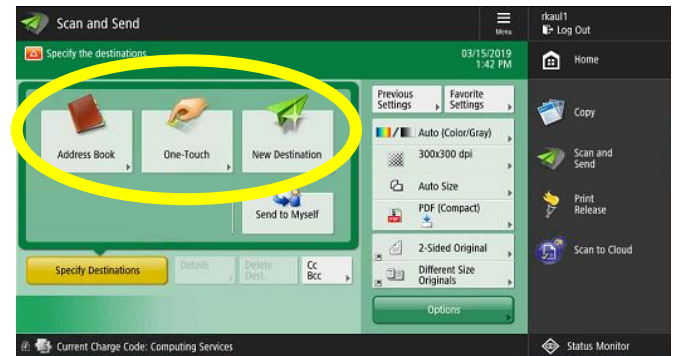 Scan and Send
Menu
rkaul1
Log Out
Specify the destinations.
03/15/2019
1:42 PM
Home
Previous
Settings
Favorite
Settings
Copy
Address Book
One-Touch
New Destination
Auto (Color/Gray)
300x300 dpi
Scan and
Send
Auto Size
Send to Myself
PDF (Compact)
Print
Release
2-Sided Original
Scan to Cloud
Specify Destinations
Details
Delete
Dest.
Cc
Bcc
Different Size
Originals
Options
Current Charge Code: Computing Services
Status Monitor